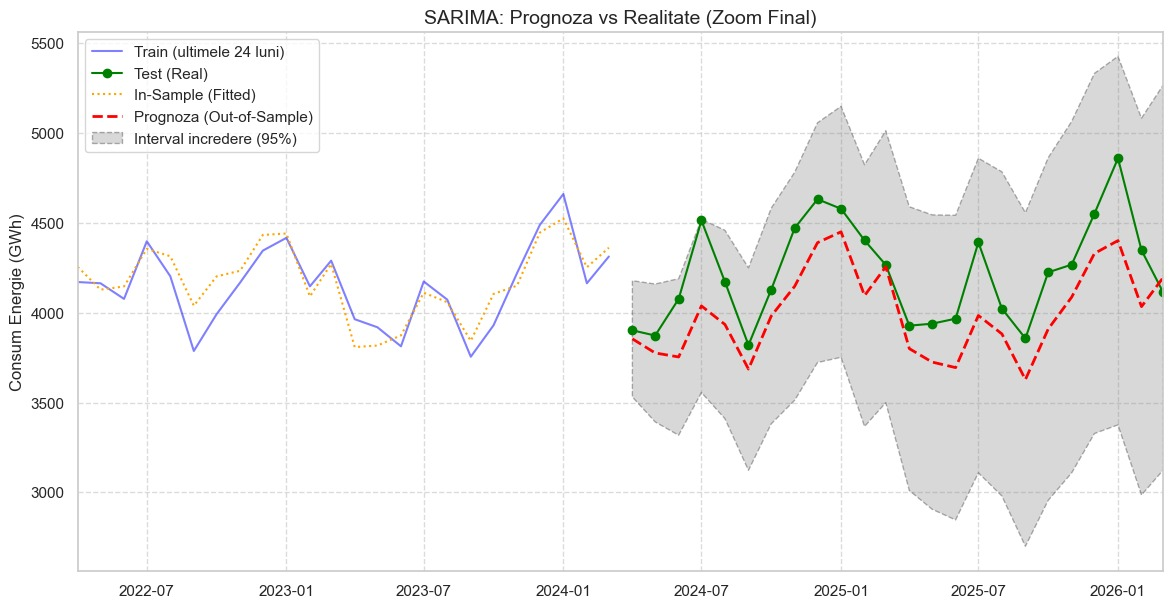 SARIMA: Prognoza vs Realitate (Zoom Final)
Train (ultimele 24 luni)
Test (Real)
In-Sample (Fitted)
Prognoza (Out-of-Sample)
Interval incredere (95%)
Consum Energie (GWh)
5500
5000
4500
4000
3500
3000
2022-07
2023-01
2023-07
2024-01
2024-07
2025-01
2025-07
2026-01